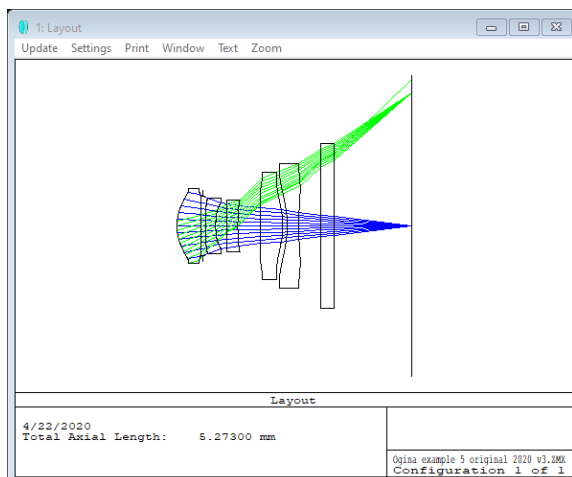 1: Layout
Update Settings Print Window Text Zoom
Layout
4/22/2020
Total Axial Length: 5.27300 mm
Ogina example 5 original 2020 v3.ZMX
Configuration 1 of 1